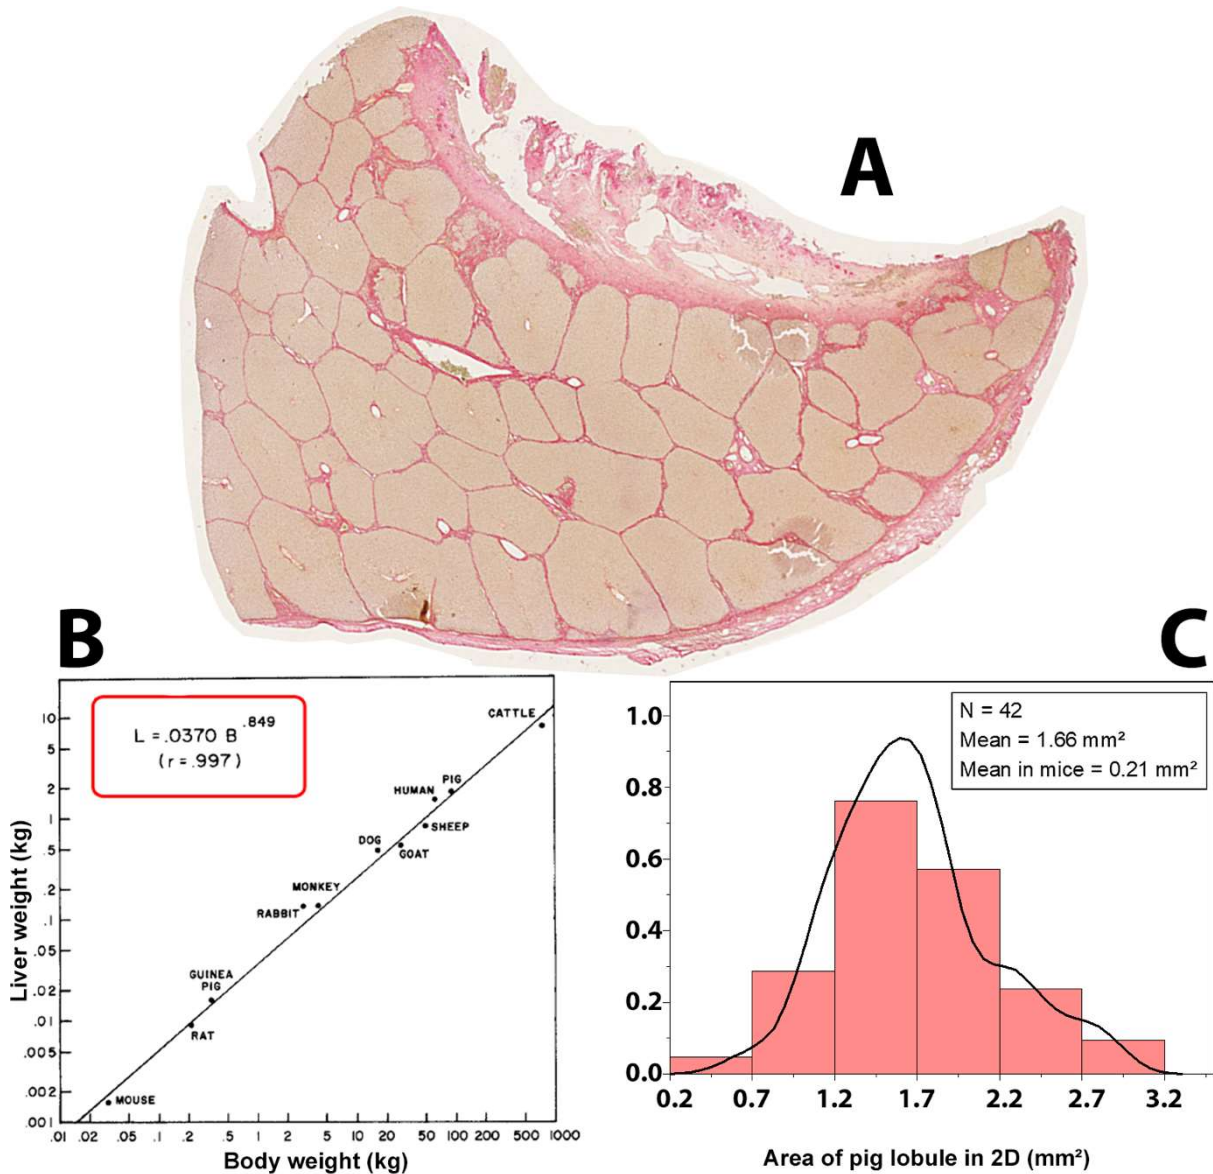 A
B
L = .0370 B .849
(r = .997)
CATTLE
PIG
HUMAN
SHEEP
DOG
GOAT
MONKEY
RABBIT
GUINEA
PIG
RAT
MOUSE
10
5
2
1
0.5
.2
.1
.05
.02
.01
.005
.002
.001
.01 .02 .05 .1 .2 .5 1 2 5 10 20 50 100 200 500 1000
Liver weight (kg)
Body weight (kg)
C
N = 42
Mean = 1.66 mm²
Mean in mice = 0.21 mm²
1.0
0.8
0.6
0.4
0.2
0.0
0.2 0.7 1.2 1.7 2.2 2.7 3.2
Area of pig lobule in 2D (mm²)